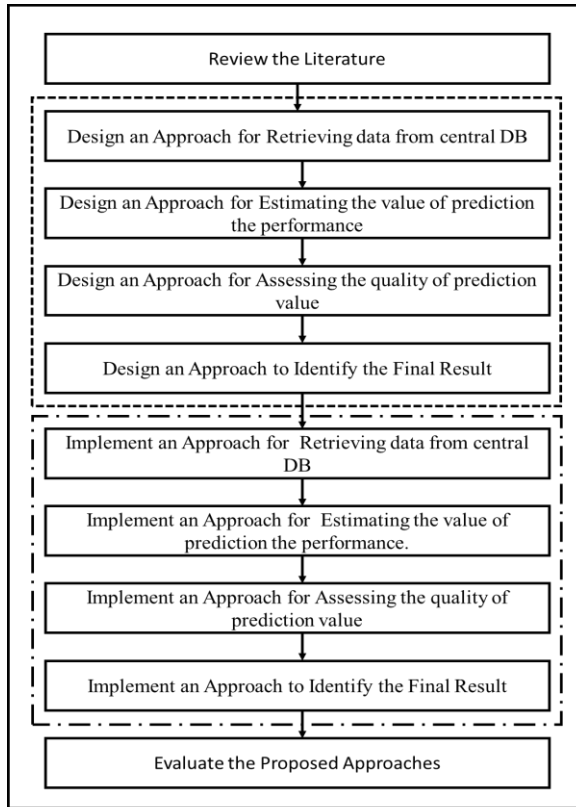 Review the Literature
Design an Approach for Retrieving data from central DB
Design an Approach for Estimating the value of prediction
the performance
Design an Approach for Assessing the quality of prediction
value
Design an Approach to Identify the Final Result
Implement an Approach for Retrieving data from central
DB
Implement an Approach for Estimating the value of
prediction the performance.
Implement an Approach for Assessing the quality of
prediction value
Implement an Approach to Identify the Final Result
Evaluate the Proposed Approaches